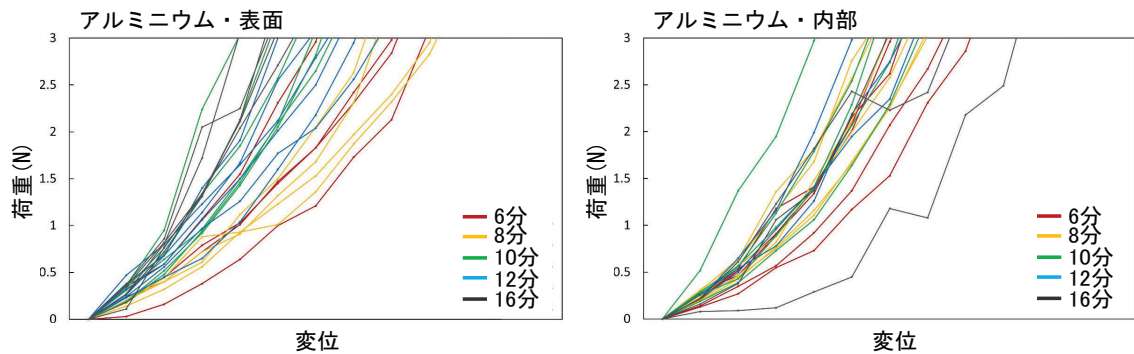 アルミニウム・表面
3
2.5
2
1.5
1
0.5
0
荷重(N)
変位
6分
8分
10分
12分
16分
アルミニウム・内部
3
2.5
2
1.5
1
0.5
0
荷重(N)
変位
6分
8分
10分
12分
16分